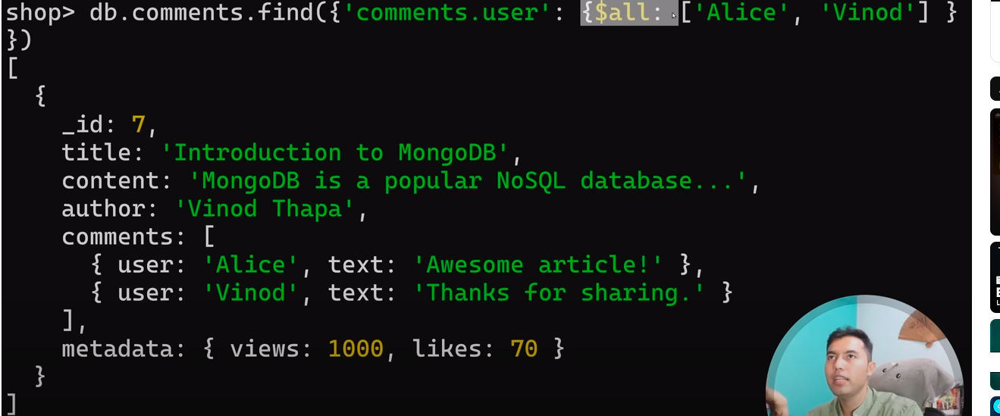 shop> db.comments.find({'comments.user': {$all: ['Alice', 'Vinod'] }
})
[
  {
    _id: 7,
    title: 'Introduction to MongoDB',
    content: 'MongoDB is a popular NoSQL database...',
    author: 'Vinod Thapa',
    comments: [
      { user: 'Alice', text: 'Awesome article!' },
      { user: 'Vinod', text: 'Thanks for sharing.' }
    ],
    metadata: { views: 1000, likes: 70 }
  }
]